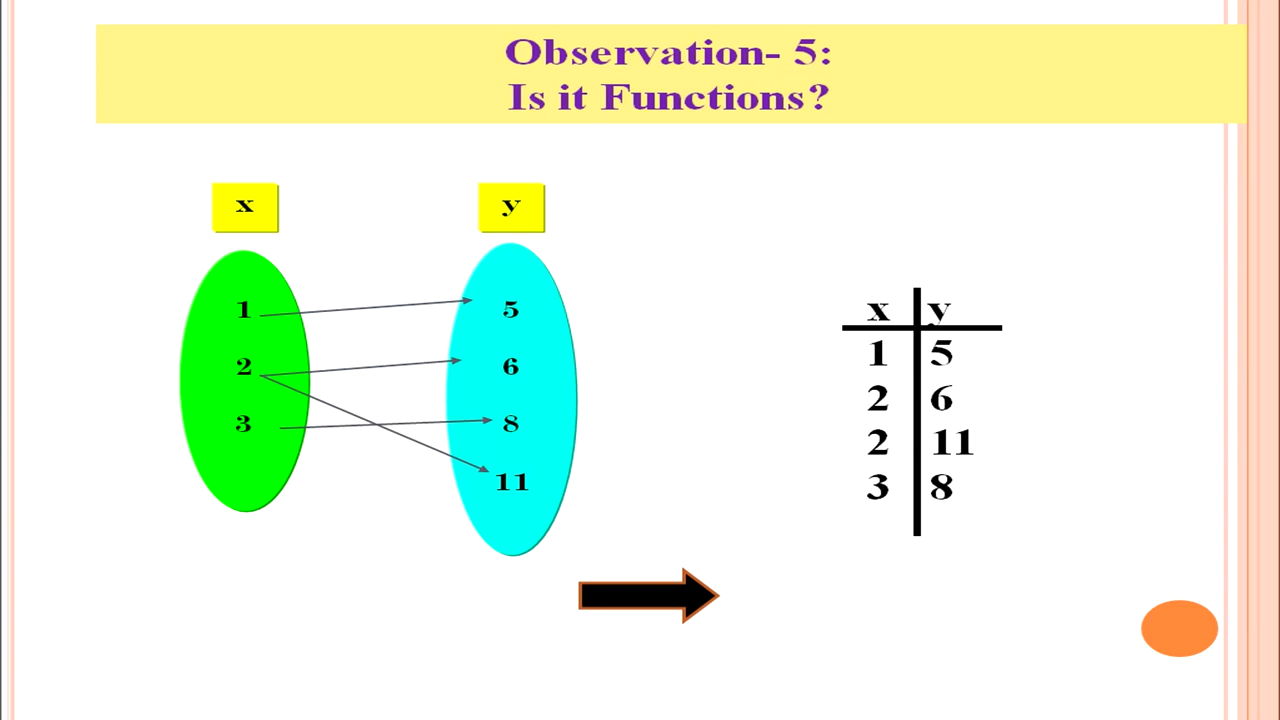 Observation- 5:
Is it Functions?
x y
1 5
2 6
3 8
11
x y
1 5
2 6
2 11
3 8